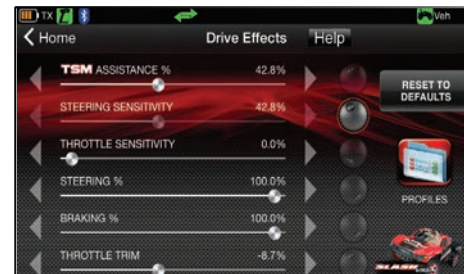 TX Veh
Home Drive Effects Help
TSM ASSISTANCE % 42.8%
RESET TO
DEFAULTS
STEERING SENSITIVITY 42.8%
THROTTLE SENSITIVITY 0.0%
STEERING % 100.0%
PROFILES
BRAKING % 100.0%
THROTTLE TRIM -8.7%
SLASH